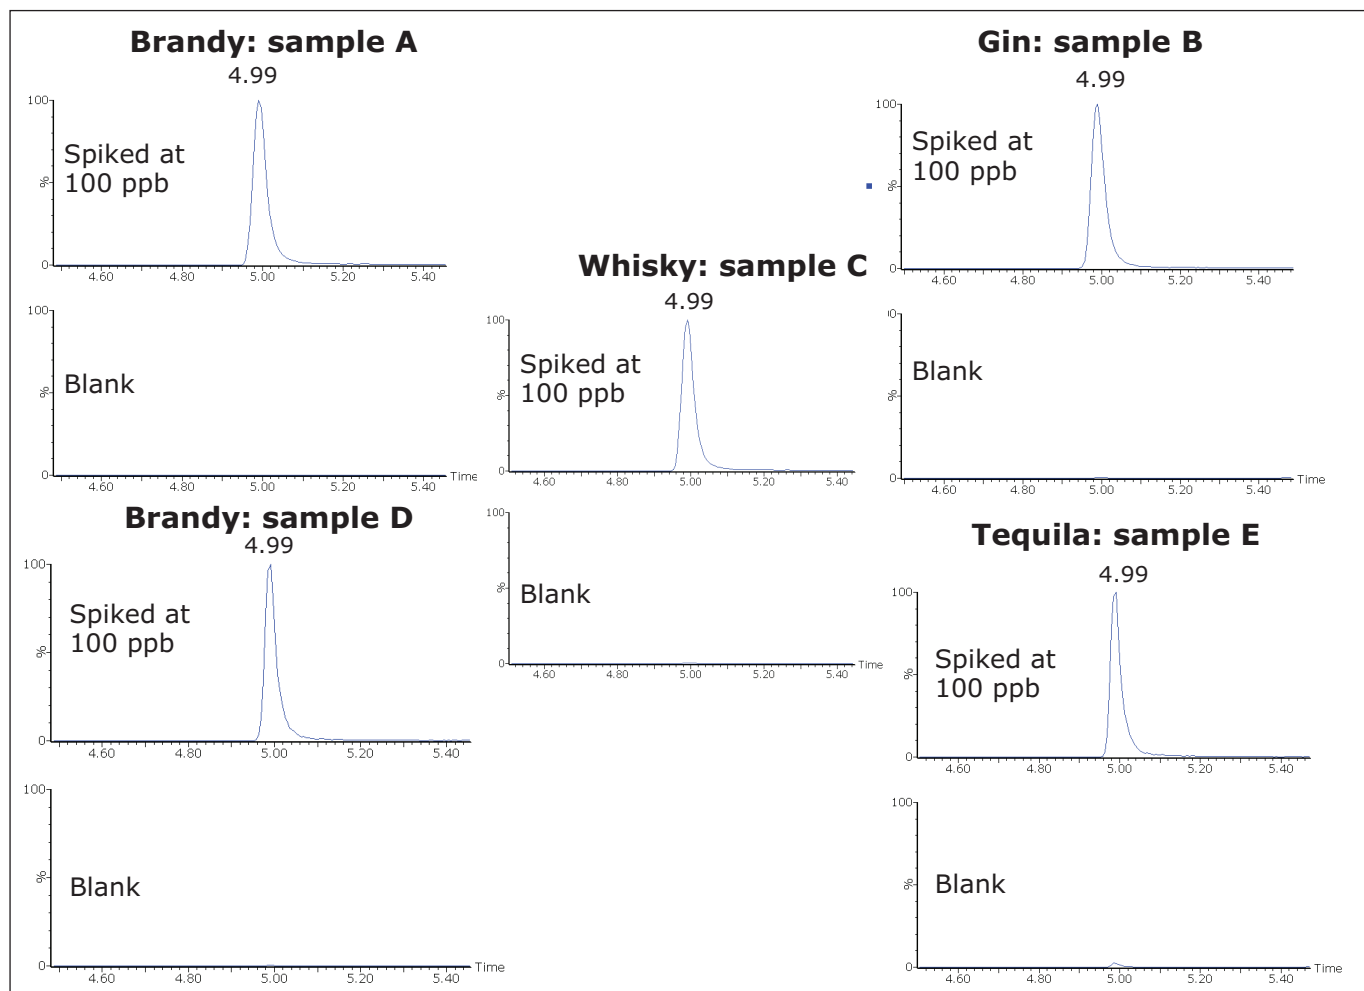 Brandy: sample A
4.99
100
Spiked at
100 ppb
%
0
4.60 4.80 5.00 5.20 5.40
100
Blank
%
0
4.60 4.80 5.00 5.20 5.40
Time
Gin: sample B
4.99
100
Spiked at
100 ppb
%
0
4.60 4.80 5.00 5.20 5.40
00
Blank
%
0
4.60 4.80 5.00 5.20 5.40
Whisky: sample C
4.99
100
Spiked at
100 ppb
%
0
4.60 4.80 5.00 5.20 5.40
100
Blank
%
0
4.60 4.80 5.00 5.20 5.40
Time
Brandy: sample D
4.99
100
Spiked at
100 ppb
%
0
4.60 4.80 5.00 5.20 5.40
100
Blank
%
0
4.60 4.80 5.00 5.20 5.40
Time
Tequila: sample E
4.99
100
Spiked at
100 ppb
%
0
4.60 4.80 5.00 5.20 5.40
100
Blank
%
0
4.60 4.80 5.00 5.20 5.40
Time